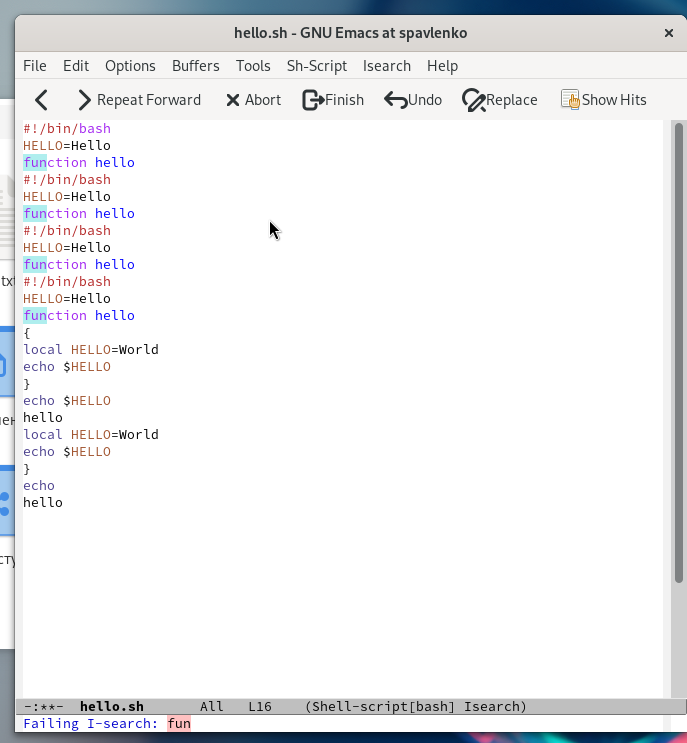 hello.sh - GNU Emacs at spavlenko
File Edit Options Buffers Tools Sh-Script Isearch Help
Repeat Forward Abort Finish Undo Replace Show Hits
#!/bin/bash
HELLO=Hello
function hello
#!/bin/bash
HELLO=Hello
function hello
#!/bin/bash
HELLO=Hello
function hello
#!/bin/bash
HELLO=Hello
function hello
{
local HELLO=World
echo $HELLO
}
echo $HELLO
hello
local HELLO=World
echo $HELLO
}
echo
hello
-:**- hello.sh All L16 (Shell-script[bash] Isearch)
Failing I-search: fun